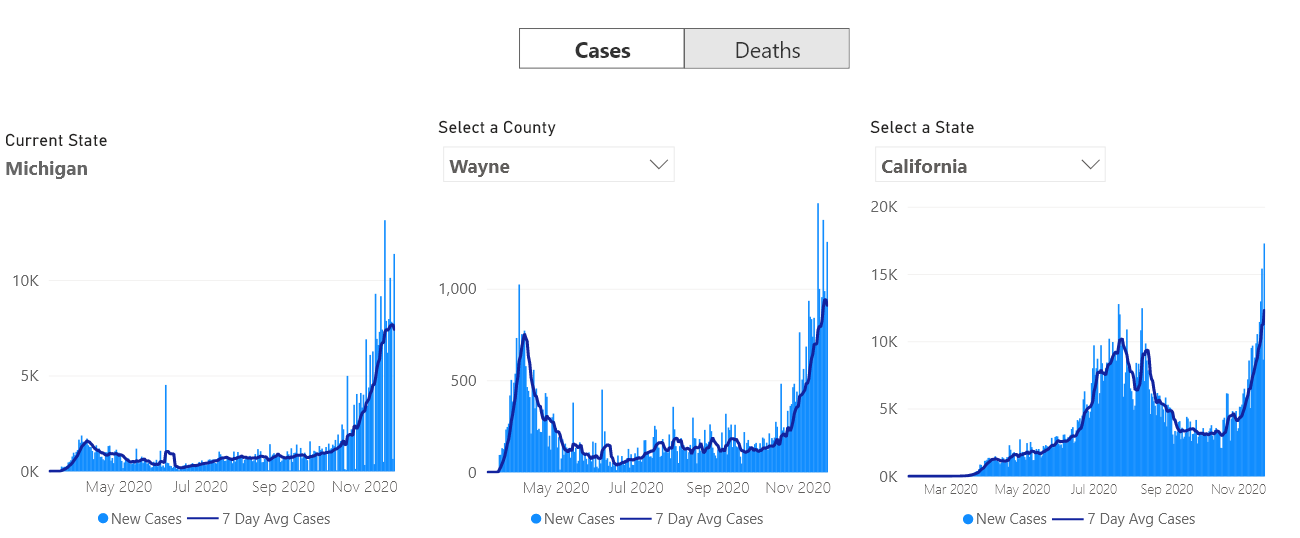 Cases Deaths
Current State
Michigan
10K
5K
0K
May 2020 Jul 2020 Sep 2020 Nov 2020
New Cases 7 Day Avg Cases
Select a County
Wayne
1,000
500
0
May 2020 Jul 2020 Sep 2020 Nov 2020
New Cases 7 Day Avg Cases
Select a State
California
20K
15K
10K
5K
0K
Mar 2020 May 2020 Jul 2020 Sep 2020 Nov 2020
New Cases 7 Day Avg Cases